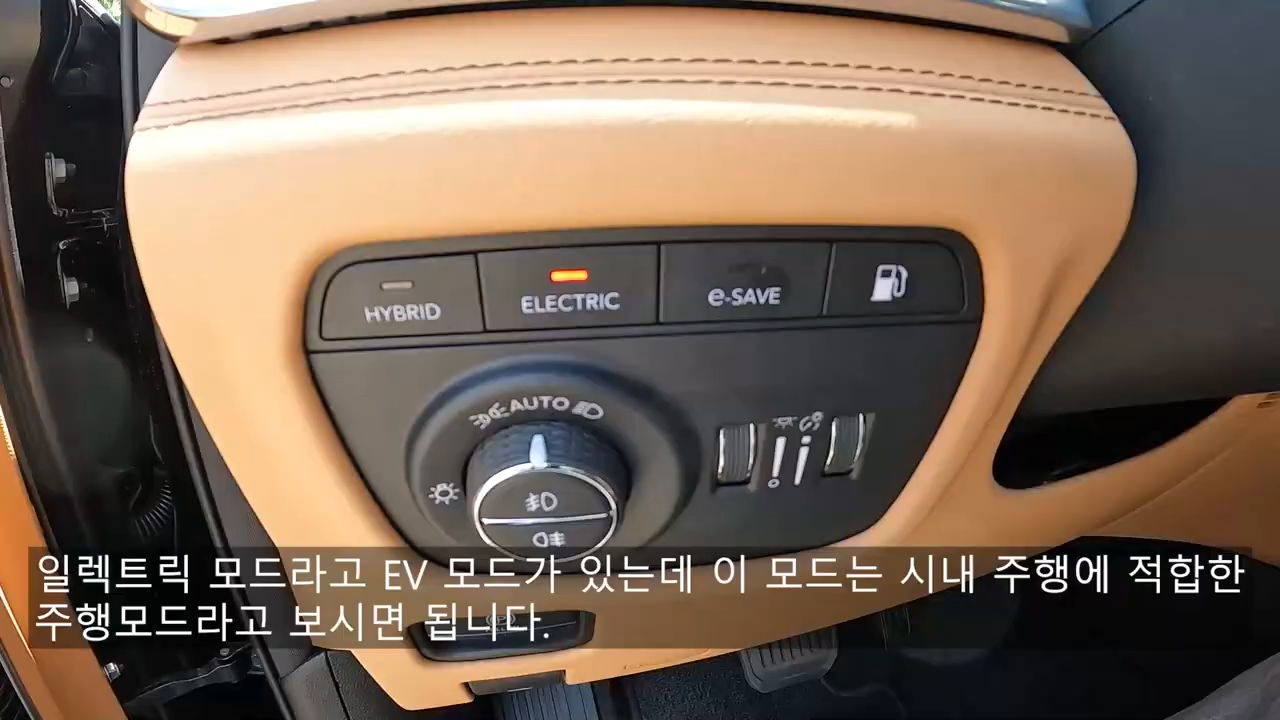 HYBRID
ELECTRIC
e-SAVE
AUTO
일렉트릭 모드라고 EV 모드가 있는데 이 모드는 시내 주행에 적합한
주행모드라고 보시면 됩니다.